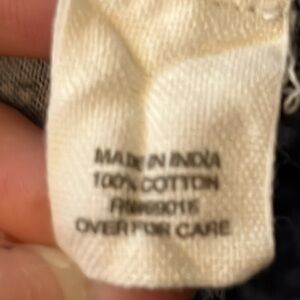 MADE IN INDIA
100% COTTON
OVER FOR CARE